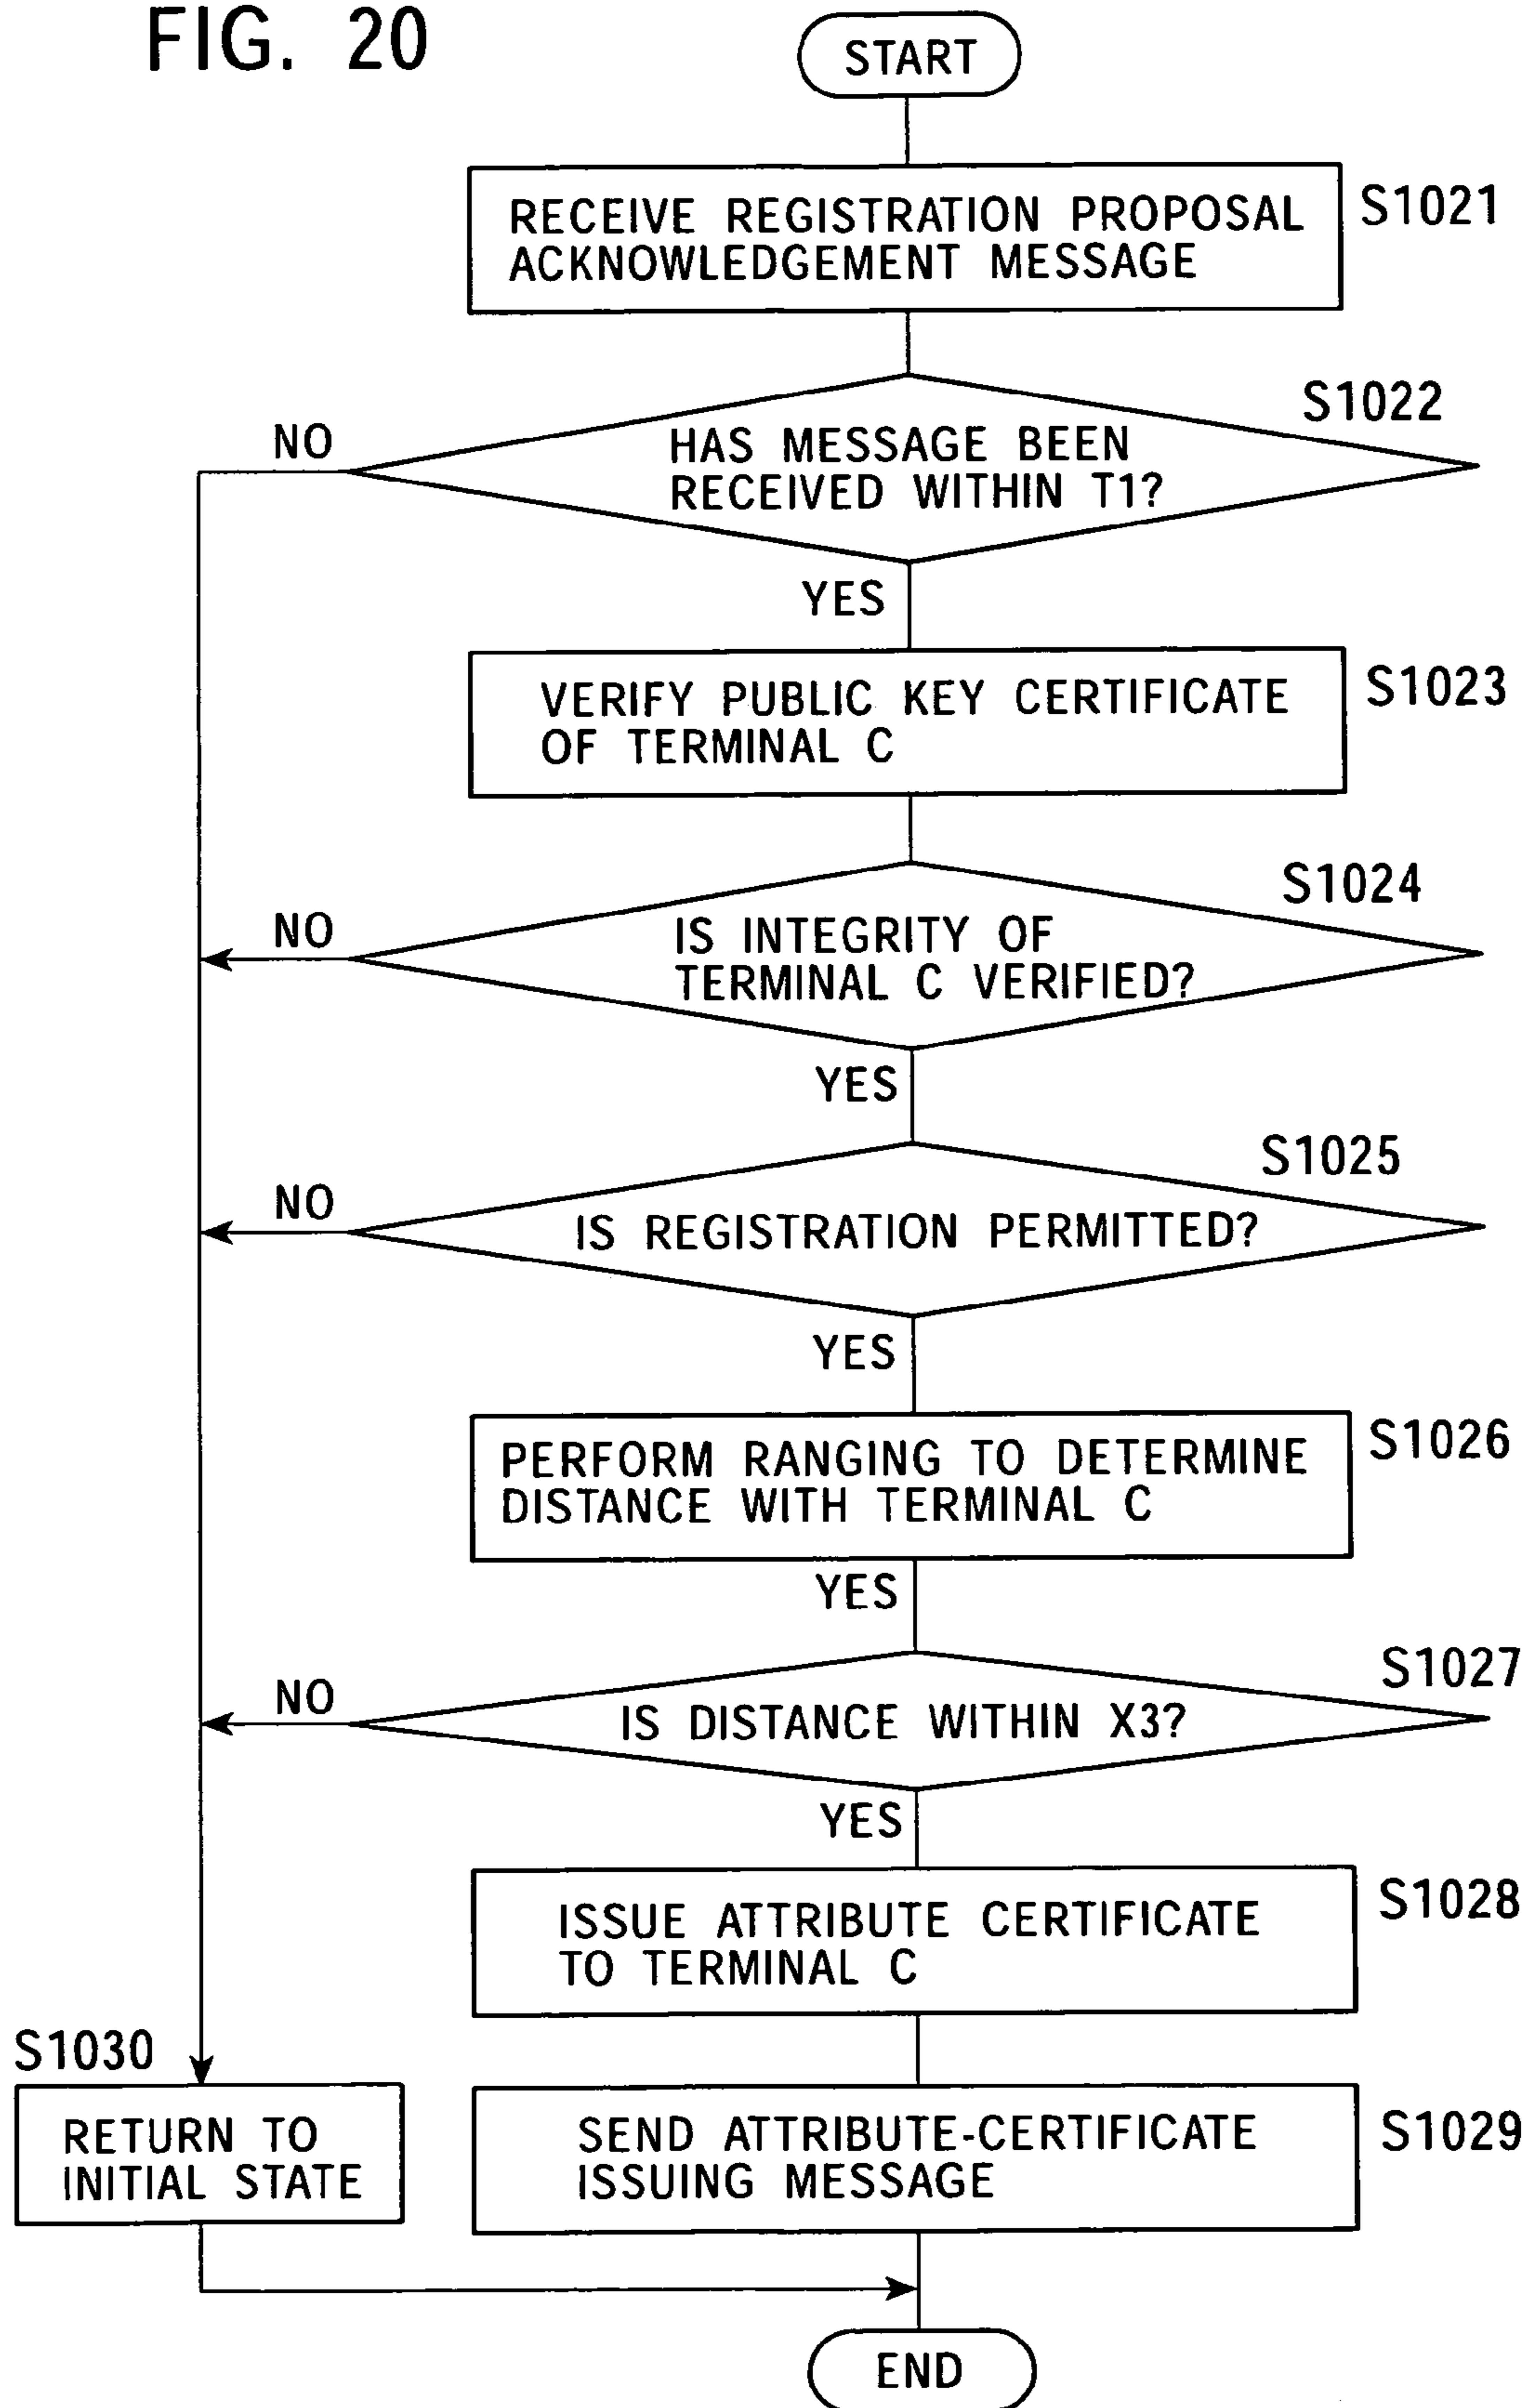 FIG. 20
START
RECEIVE REGISTRATION PROPOSAL
ACKNOWLEDGEMENT MESSAGE
S1021
S1022
NO
HAS MESSAGE BEEN
RECEIVED WITHIN T1?
YES
VERIFY PUBLIC KEY CERTIFICATE
OF TERMINAL C
S1023
S1024
NO
IS INTEGRITY OF
TERMINAL C VERIFIED?
YES
S1025
NO
IS REGISTRATION PERMITTED?
YES
PERFORM RANGING TO DETERMINE
DISTANCE WITH TERMINAL C
S1026
YES
S1027
NO
IS DISTANCE WITHIN X3?
YES
ISSUE ATTRIBUTE CERTIFICATE
TO TERMINAL C
S1028
S1030
RETURN TO
INITIAL STATE
SEND ATTRIBUTE-CERTIFICATE
ISSUING MESSAGE
S1029
END